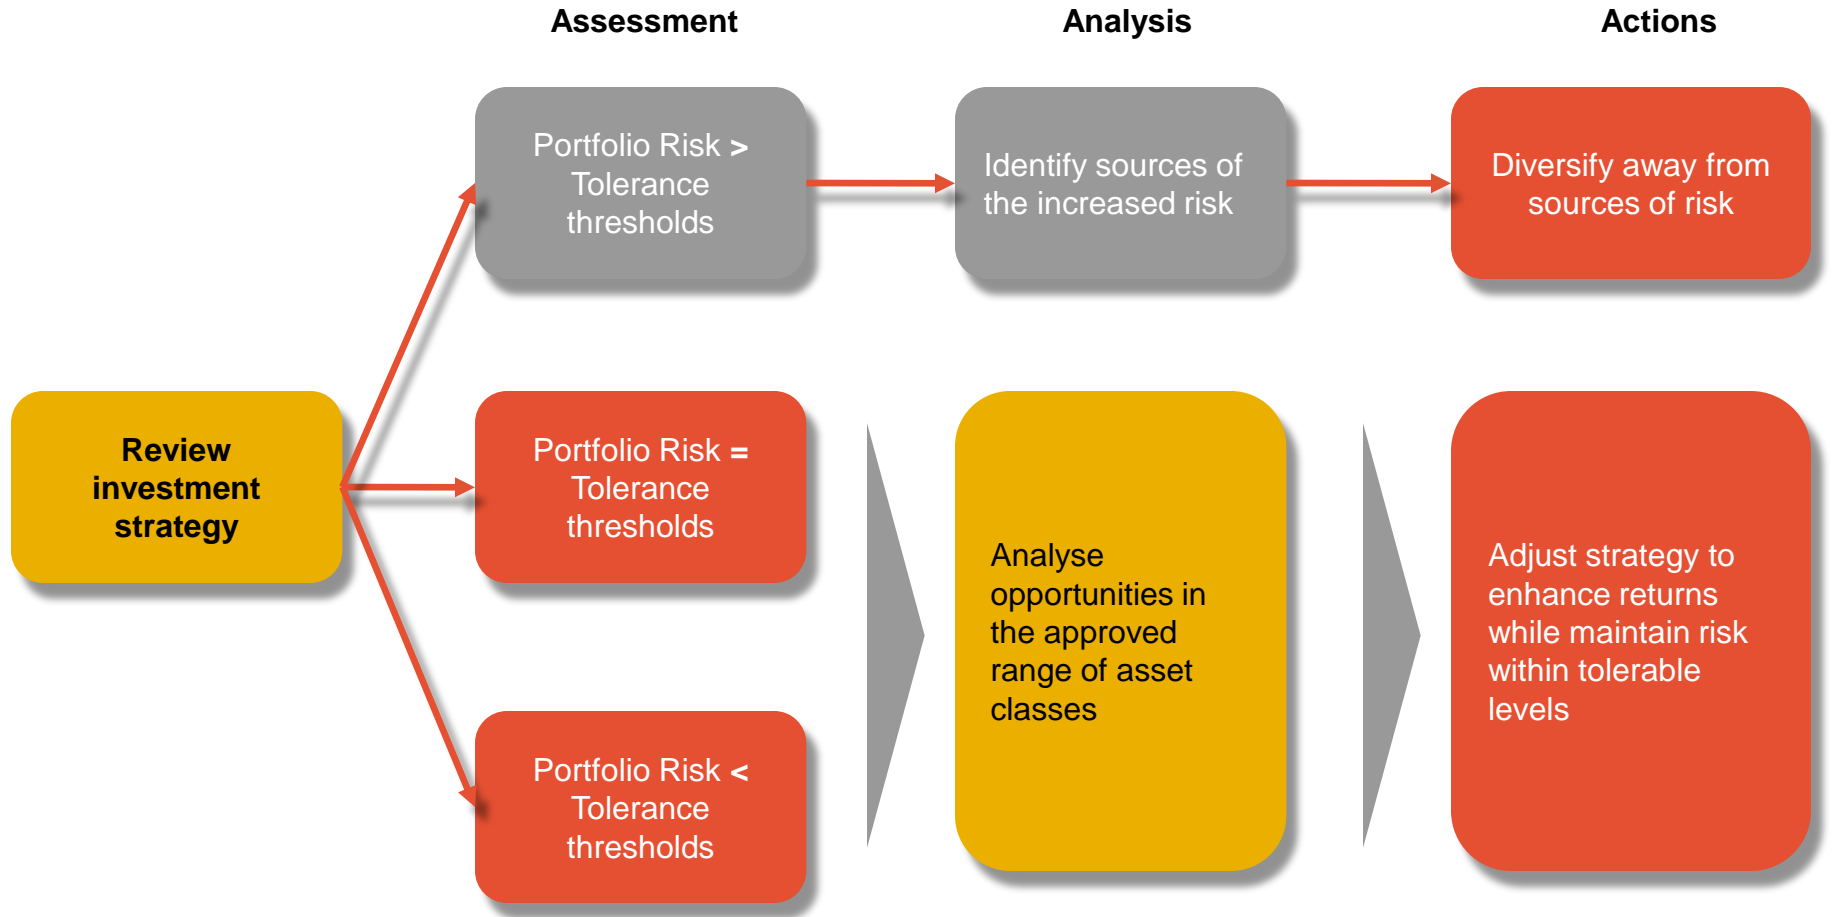 Assessment
Analysis
Actions
Portfolio Risk >
Tolerance
thresholds
Identify sources of
the increased risk
Diversify away from
sources of risk
Review
investment
strategy
Portfolio Risk =
Tolerance
thresholds
Portfolio Risk <
Tolerance
thresholds
Analyse
opportunities in
the approved
range of asset
classes
Adjust strategy to
enhance returns
while maintain risk
within tolerable
levels